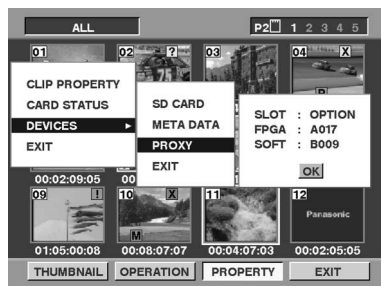 ALL P2 1 2 3 4 5
01 02 ? 03 04 X
CLIP PROPERTY
CARD STATUS
DEVICES
EXIT
SD CARD
META DATA
PROXY
EXIT
SLOT : OPTION
FPGA : A017
SOFT : B009
OK
00:02:09:05 00
09 ! 10 X 11 12
M Panasonic
01:05:00:08 00:08:07:07 00:04:07:03 00:02:05:05
THUMBNAIL OPERATION PROPERTY EXIT